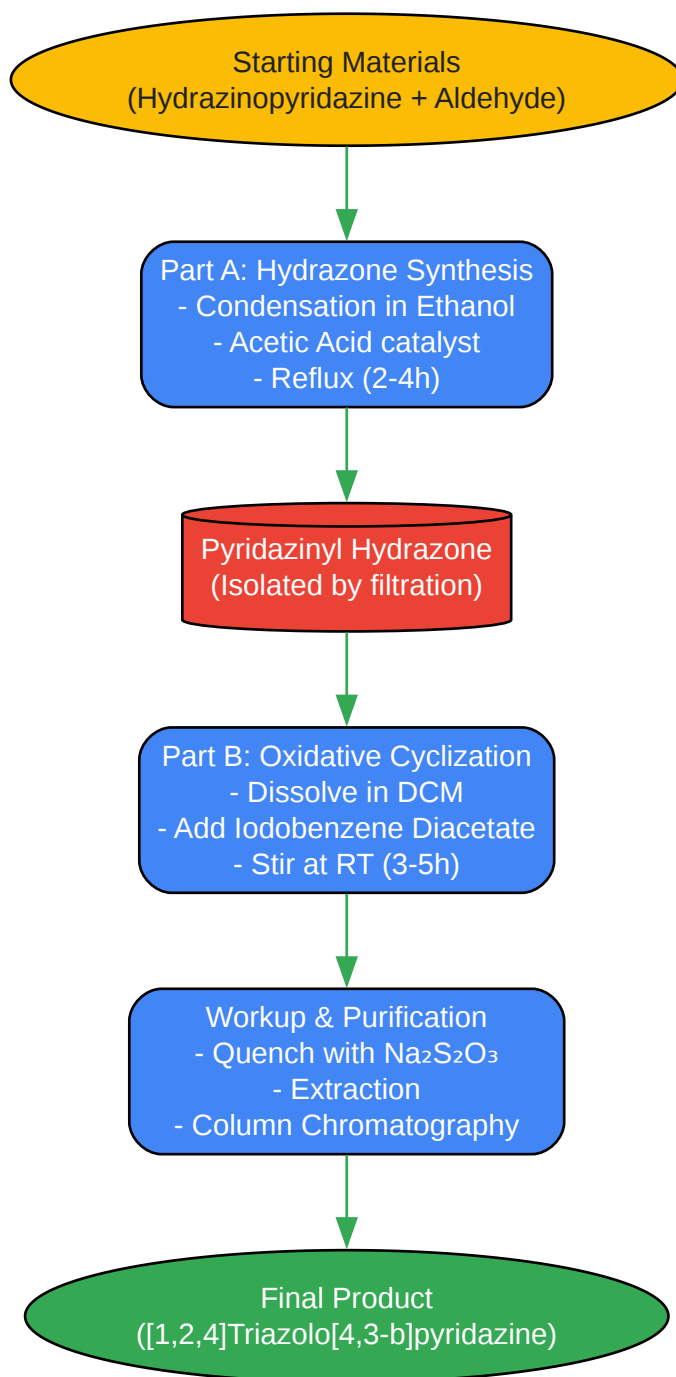 Starting Materials
(Hydrazinopyridazine + Aldehyde)
Part A: Hydrazone Synthesis
- Condensation in Ethanol
- Acetic Acid catalyst
- Reflux (2-4h)
Pyridazinyl Hydrazone
(Isolated by filtration)
Part B: Oxidative Cyclization
- Dissolve in DCM
- Add Iodobenzene Diacetate
- Stir at RT (3-5h)
Workup & Purification
- Quench with Na₂S₂O₃
- Extraction
- Column Chromatography
Final Product
([1,2,4]Triazolo[4,3-b]pyridazine)